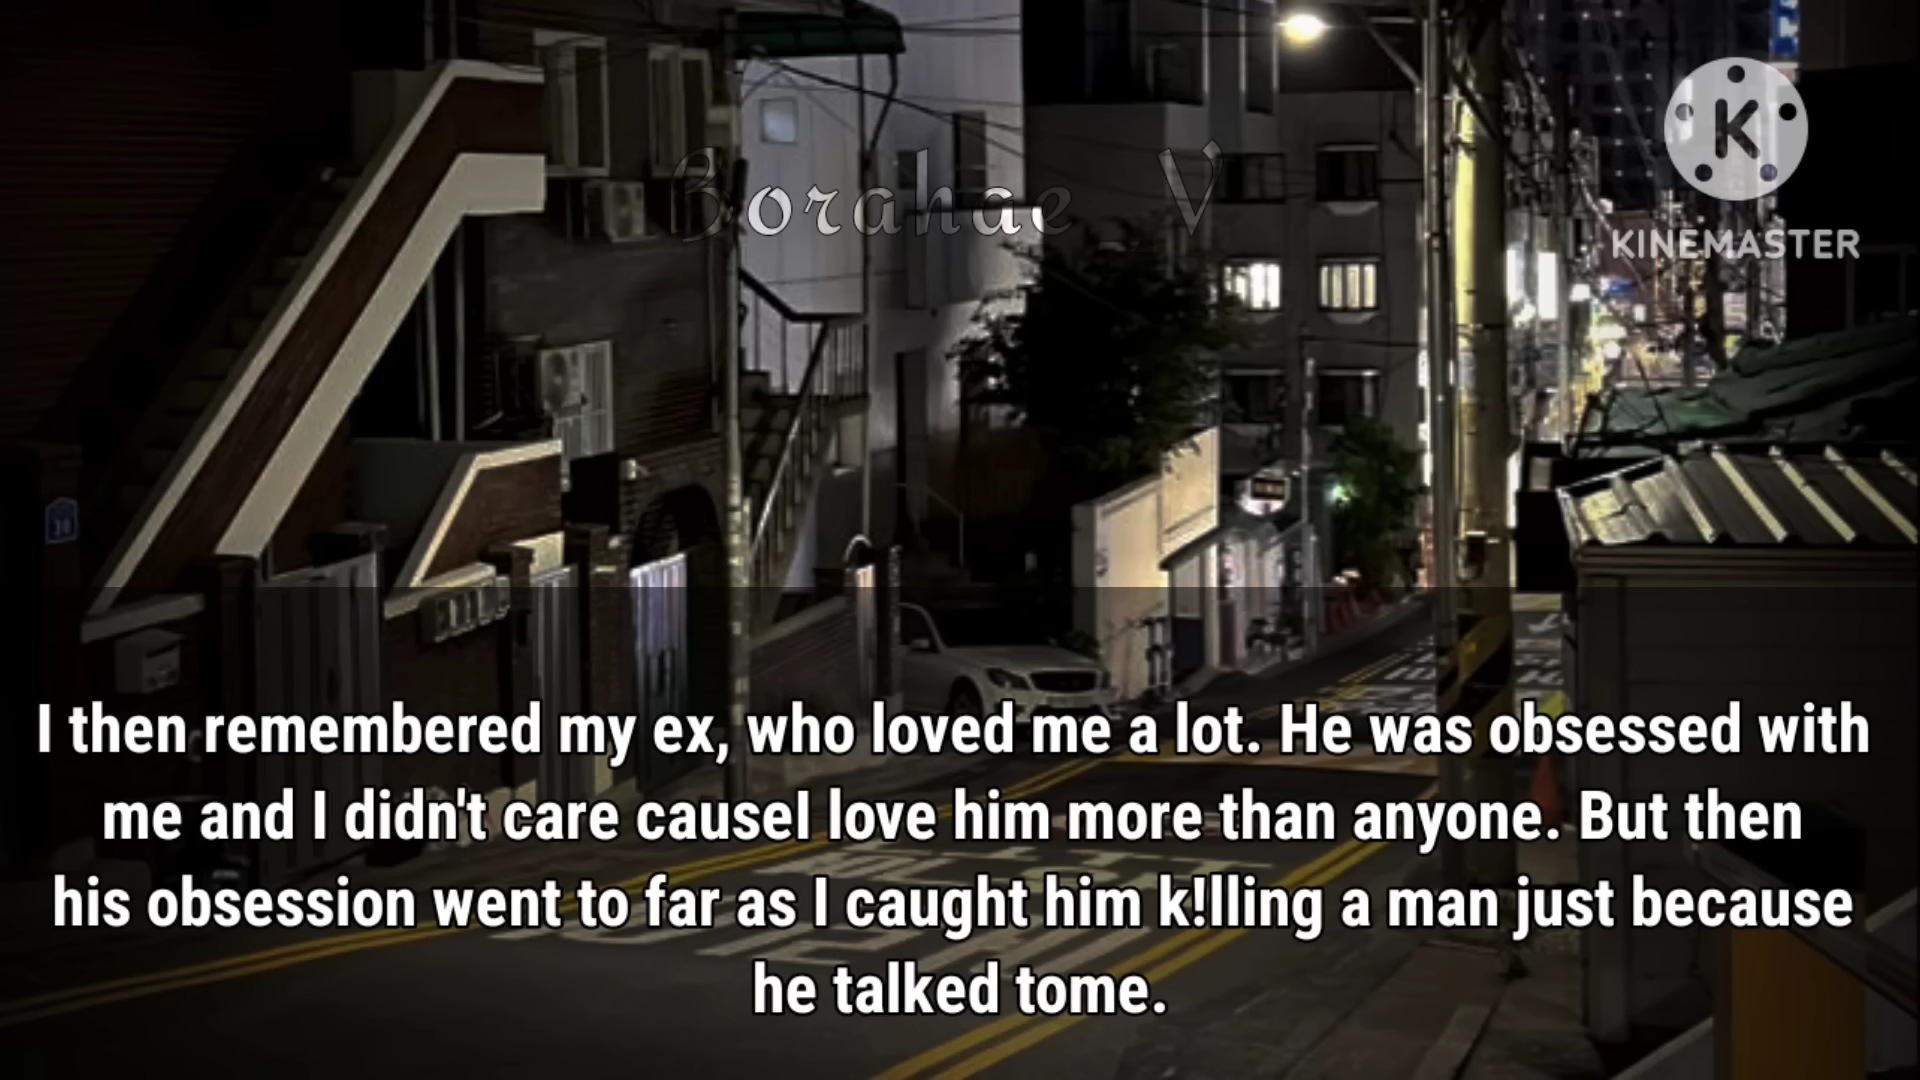 Borahae V
K
KINEMASTER
I then remembered my ex, who loved me a lot. He was obsessed with
me and I didn't care causeI love him more than anyone. But then
his obsession went to far as I caught him k!lling a man just because
he talked tome.